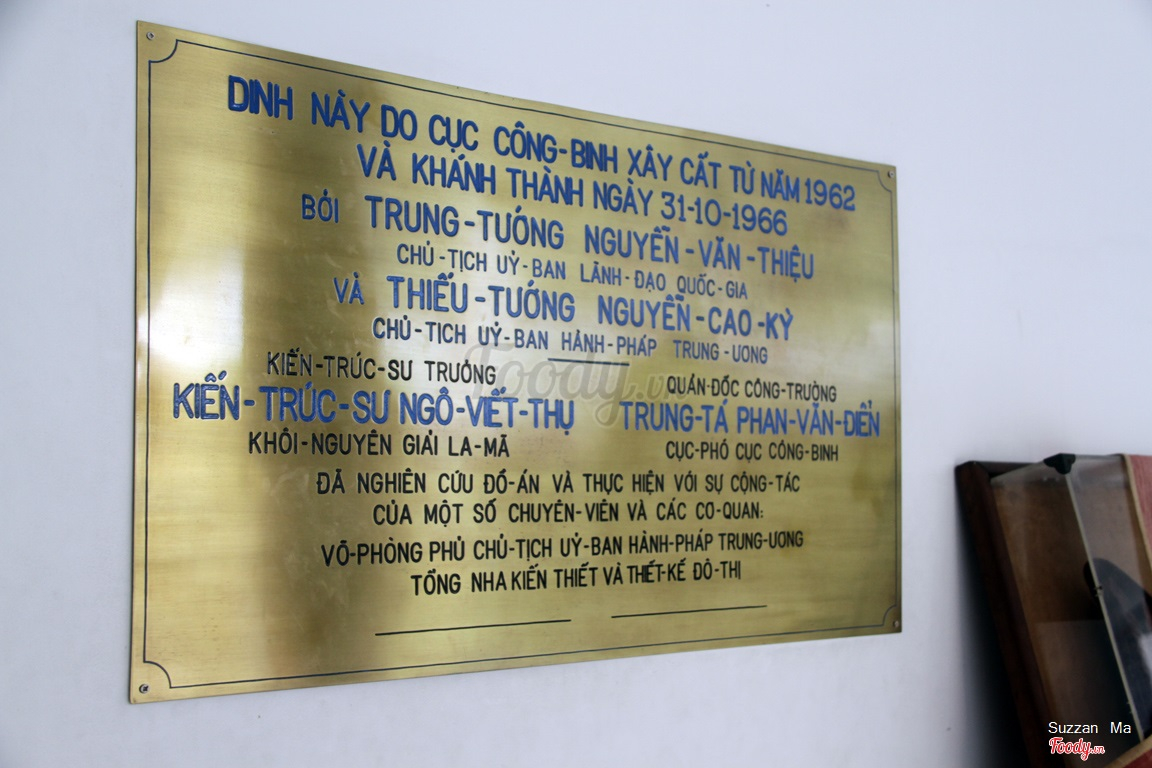 DINH NÀY DO CỤC CÔNG-BINH XÂY CẤT TỪ NĂM 1962
VÀ KHÁNH THÀNH NGÀY 31-10-1966
BỞI TRUNG-TƯỚNG NGUYỄN-VĂN-THIỆU
CHỦ-TỊCH UỶ-BAN LÃNH-ĐẠO QUỐC-GIA
VÀ THIẾU-TƯỚNG NGUYỄN-CAO-KỲ
CHỦ-TỊCH UỶ-BAN HÀNH-PHÁP TRUNG-ƯƠNG
KIẾN-TRÚC-SƯ TRƯỞNG
KIẾN-TRÚC-SƯ NGÔ-VIẾT-THỤ
KHÔI-NGUYÊN GIẢI LA-MÃ
QUẢN-ĐỐC CÔNG-TRƯỜNG
TRUNG-TÁ PHAN-VĂN-ĐIỂN
CỤC-PHÓ CỤC CÔNG-BINH
ĐÃ NGHIÊN CỨU ĐỒ-ÁN VÀ THỰC HIỆN VỚI SỰ CỘNG-TÁC
CỦA MỘT SỐ CHUYÊN-VIÊN VÀ CÁC CƠ-QUAN:
VÕ-PHÒNG PHỦ CHỦ-TỊCH UỶ-BAN HÀNH-PHÁP TRUNG-ƯƠNG
TỔNG NHA KIẾN THIẾT VÀ THIẾT-KẾ ĐÔ-THỊ
Foody.vn
Suzzan Ma
Foody.vn